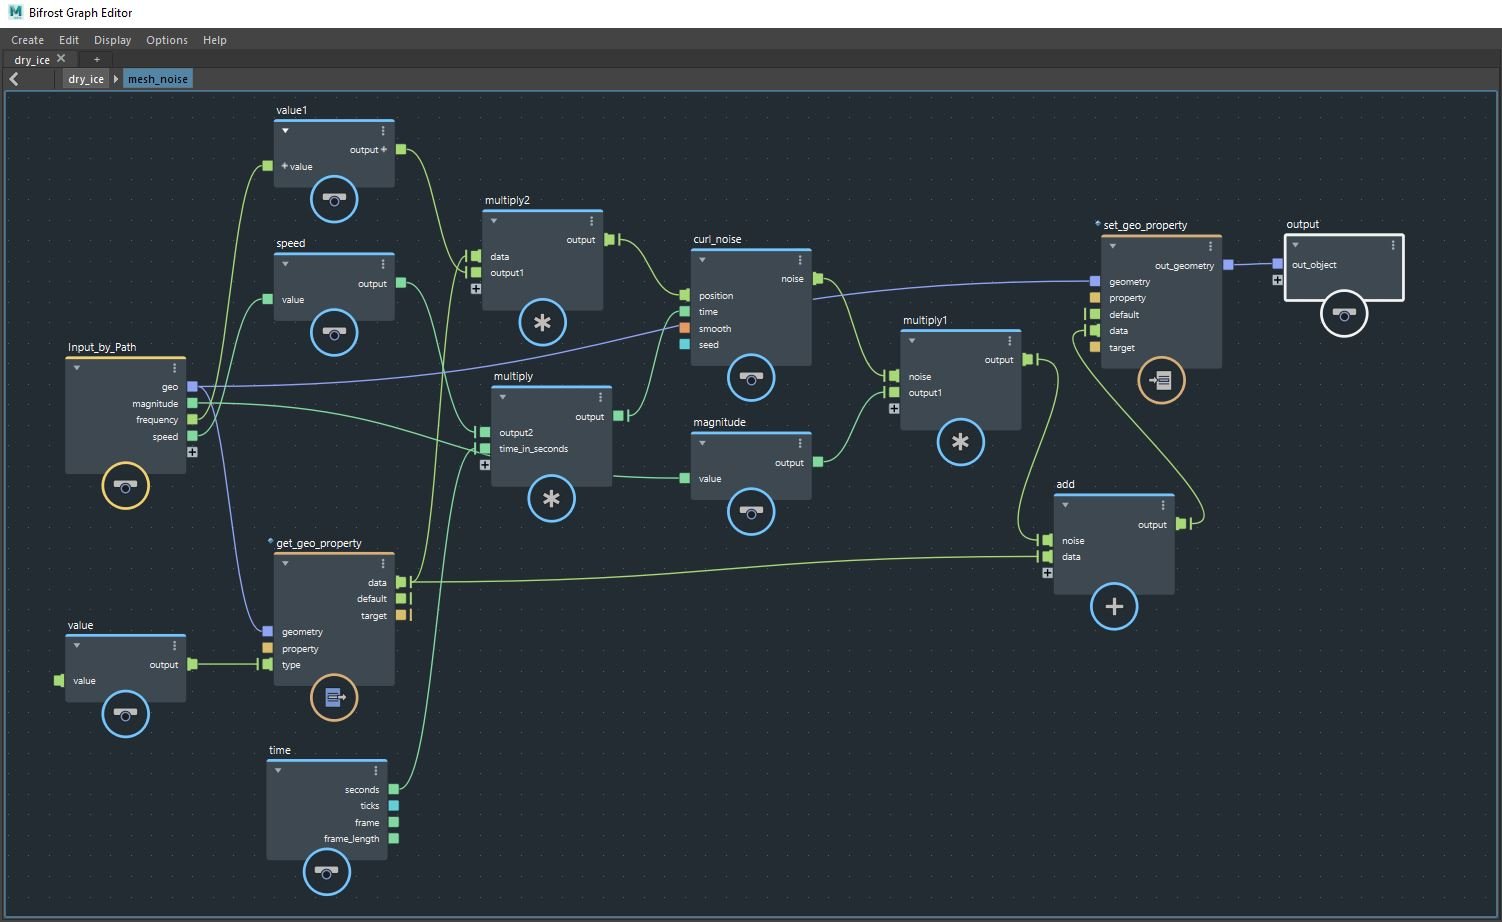 Bifrost Graph Editor
Create Edit Display Options Help
dry_ice
dry_ice mesh_noise
value1
output
value
speed
output
value
multiply2
output
data
output1
curl_noise
noise
position
time
smooth
seed
set_geo_property
out_geometry
geometry
property
default
data
target
output
out_object
Input_by_Path
geo
magnitude
frequency
speed
multiply
output
output2
time_in_seconds
multiply1
output
noise
output1
magnitude
output
value
add
output
noise
data
get_geo_property
data
default
target
geometry
property
type
value
output
value
time
seconds
ticks
frame
frame_length